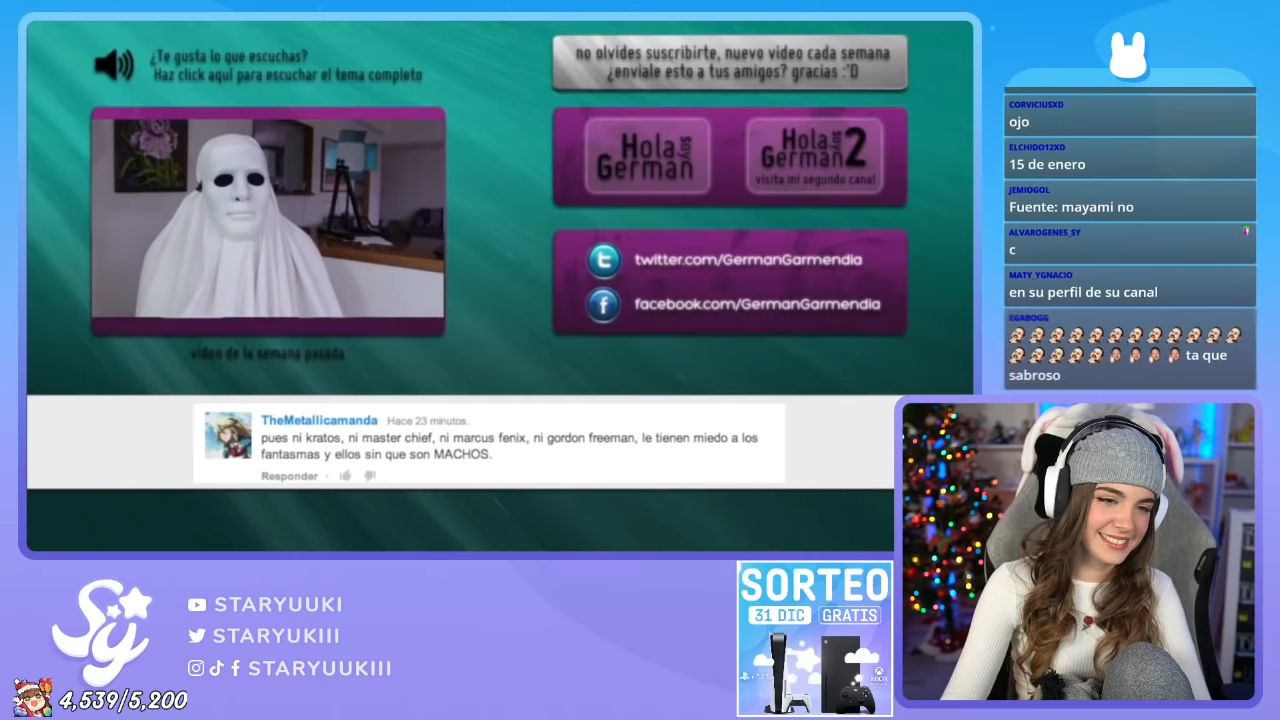 ¿Te gusta lo que escuchas?
Haz click aquí para escuchar el tema completo
no olvides suscribirte, nuevo video cada semana
¿enviale esto a tus amigos? gracias :'D
Hola soy
German
Hola soy
German 2
visita mi segundo canal
twitter.com/GermanGarmendia
facebook.com/GermanGarmendia
video de la semana pasada
TheMetallicamanda Hace 23 minutos.
pues ni kratos, ni master chief, ni marcus fenix, ni gordon freeman, le tienen miedo a los
fantasmas y ellos sin que son MACHOS.
Responder
CORVICIUSXD
ojo
ELCHIDO12XD
15 de enero
JEMIOGOL
Fuente: mayami no
ALVAROGENES_SY
c
MATY_YGNACIO
en su perfil de su canal
EGABOGG
ta que
sabroso
Sy
STARYUUKI
STARYUKIII
STARYUUKIII
4,539/5,200
SORTEO
31 DIC GRATIS
PS5
XBOX